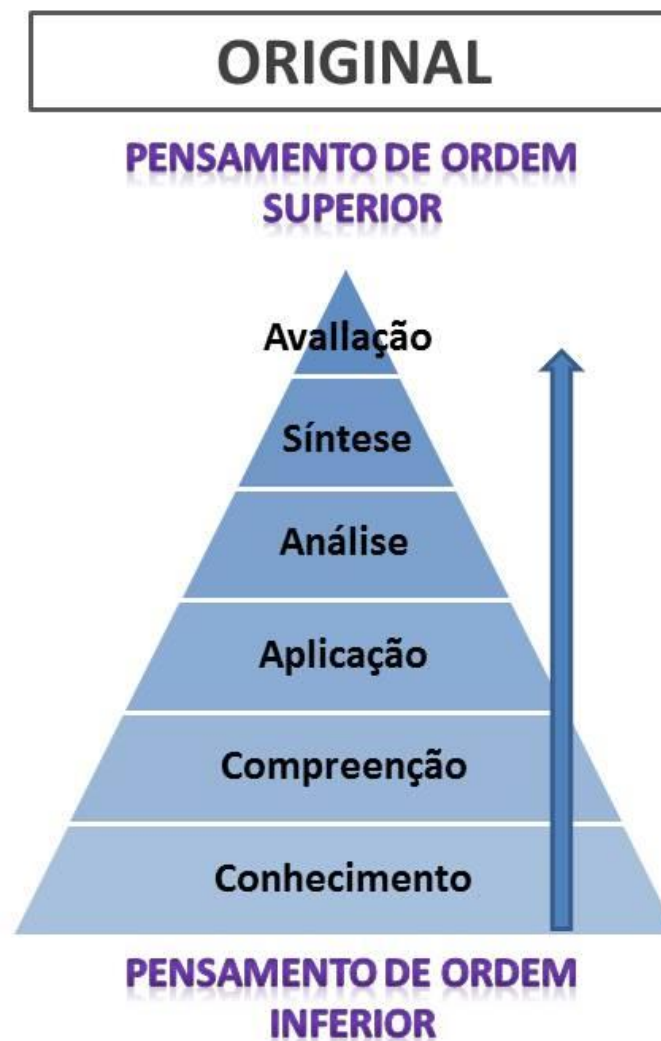 ORIGINAL
PENSAMENTO DE ORDEM
SUPERIOR
Avallação
Síntese
Análise
Aplicação
Compreenção
Conhecimento
PENSAMENTO DE ORDEM
INFERIOR